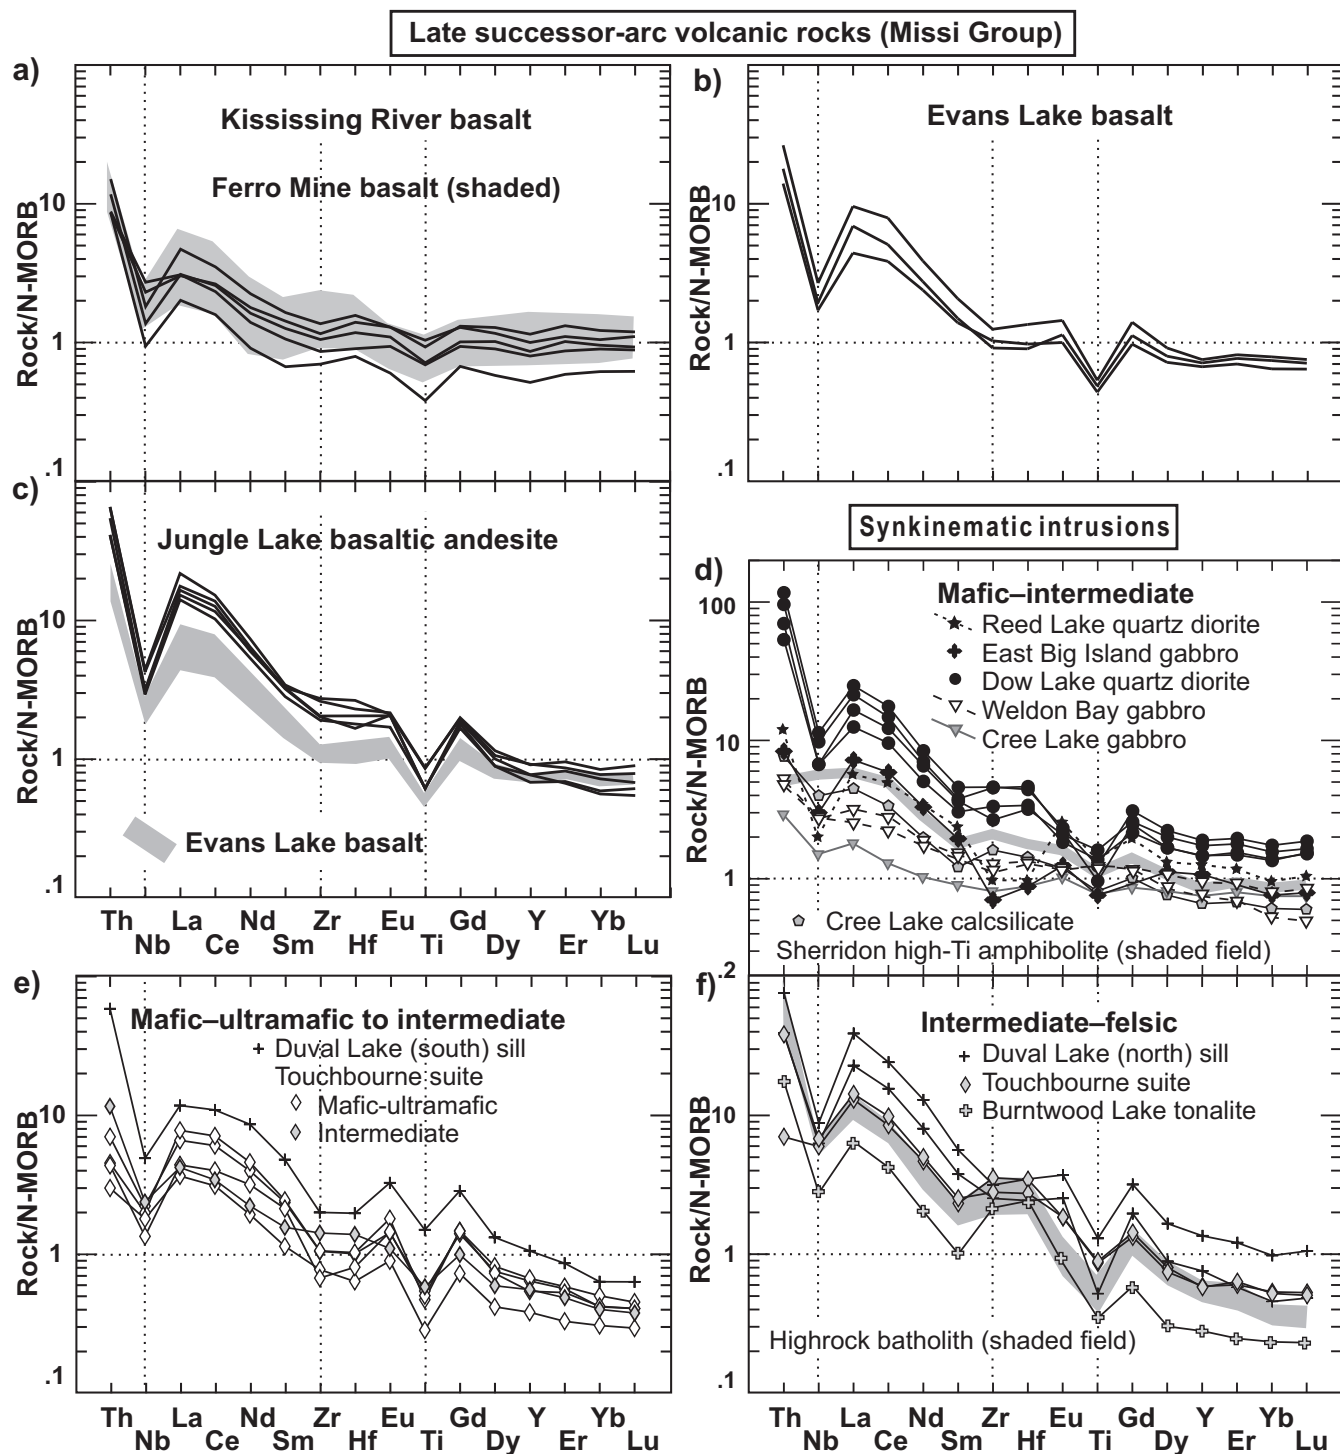 Late successor-arc volcanic rocks (Missi Group)
a)
Kississing River basalt
Ferro Mine basalt (shaded)
Rock/N-MORB
10
1
.1
b)
Evans Lake basalt
Rock/N-MORB
10
1
.1
c)
Jungle Lake basaltic andesite
Evans Lake basalt
Rock/N-MORB
10
1
.1
Th La Nd Zr Eu Gd Y Yb
Nb Ce Sm Hf Ti Dy Er Lu
Synkinematic intrusions
d)
Mafic–intermediate
Reed Lake quartz diorite
East Big Island gabbro
Dow Lake quartz diorite
Weldon Bay gabbro
Cree Lake gabbro
Cree Lake calcsilicate
Sherridon high-Ti amphibolite (shaded field)
Rock/N-MORB
100
10
1
.2
e)
Mafic–ultramafic to intermediate
Duval Lake (south) sill
Touchbourne suite
Mafic-ultramafic
Intermediate
Rock/N-MORB
10
1
.1
Th La Nd Zr Eu Gd Y Yb
Nb Ce Sm Hf Ti Dy Er Lu
f)
Intermediate–felsic
Duval Lake (north) sill
Touchbourne suite
Burntwood Lake tonalite
Highrock batholith (shaded field)
Rock/N-MORB
10
1
.1
Th La Nd Zr Eu Gd Y Yb
Nb Ce Sm Hf Ti Dy Er Lu